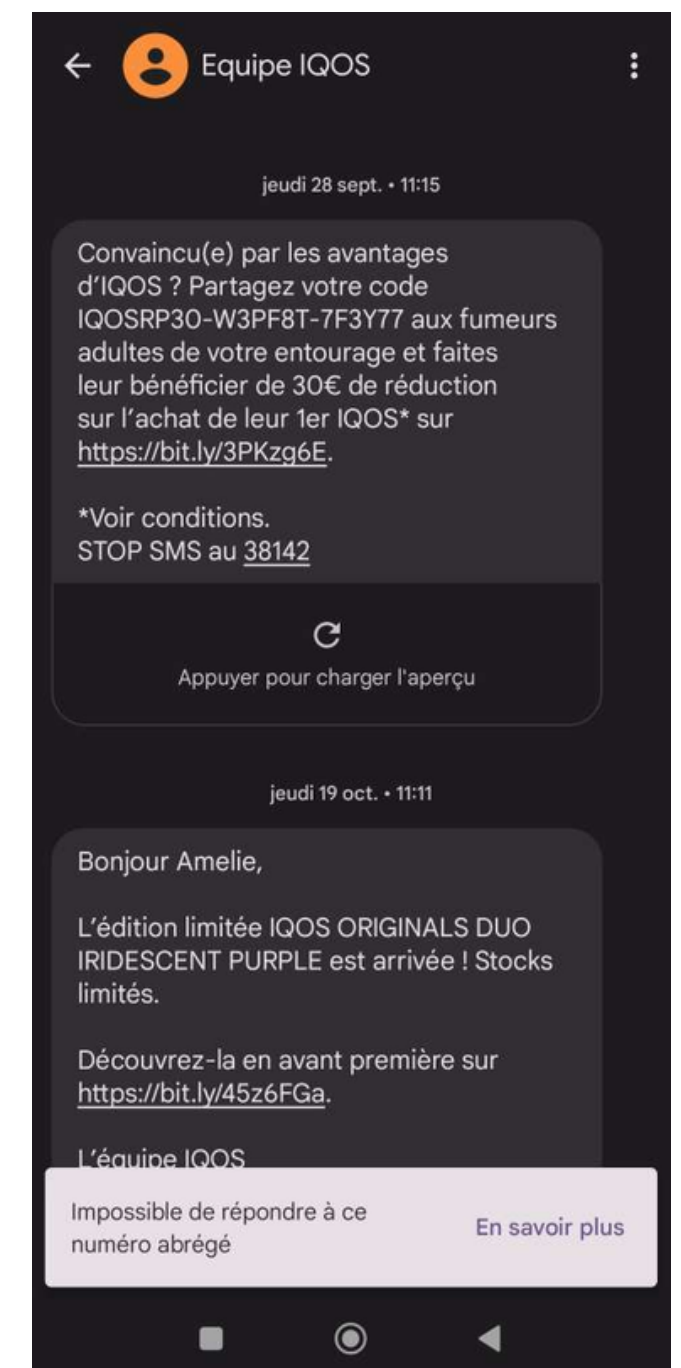 Equipe IQOS
jeudi 28 sept. • 11:15
Convaincu(e) par les avantages
d'IQOS ? Partagez votre code
IQOSRP30-W3PF8T-7F3Y77 aux fumeurs
adultes de votre entourage et faites
leur bénéficier de 30€ de réduction
sur l'achat de leur 1er IQOS* sur
https://bit.ly/3PKzg6E.
*Voir conditions.
STOP SMS au 38142
Appuyer pour charger l'aperçu
jeudi 19 oct. • 11:11
Bonjour Amelie,
L'édition limitée IQOS ORIGINALS DUO
IRIDESCENT PURPLE est arrivée ! Stocks
limités.
Découvrez-la en avant première sur
https://bit.ly/45z6FGa.
L'équipe IQOS
Impossible de répondre à ce
numéro abrégé
En savoir plus